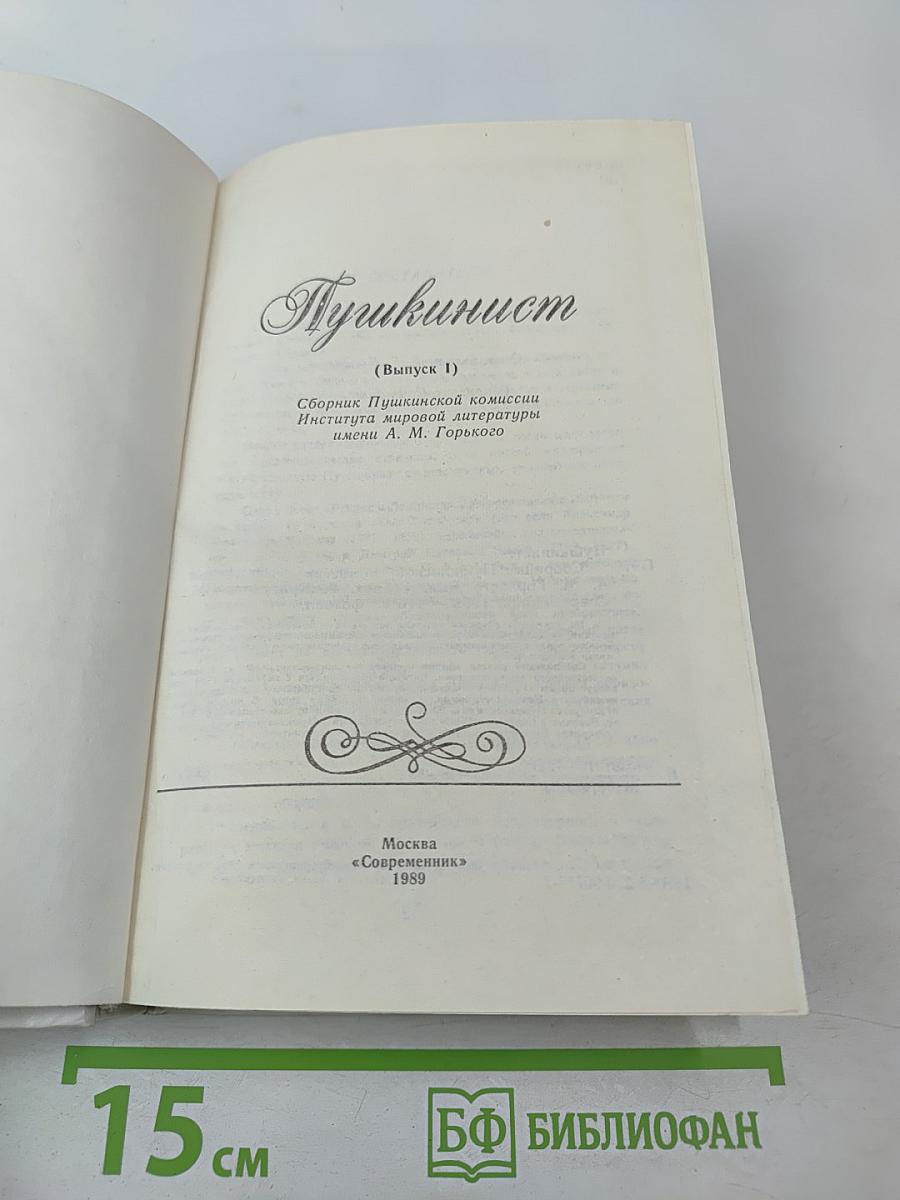 Пушкинист
(Выпуск I)
Сборник Пушкинской комиссии
Института мировой литературы
имени А. М. Горького
Москва
«Современник»
1989
15 см
БФ БИБЛИОФАН